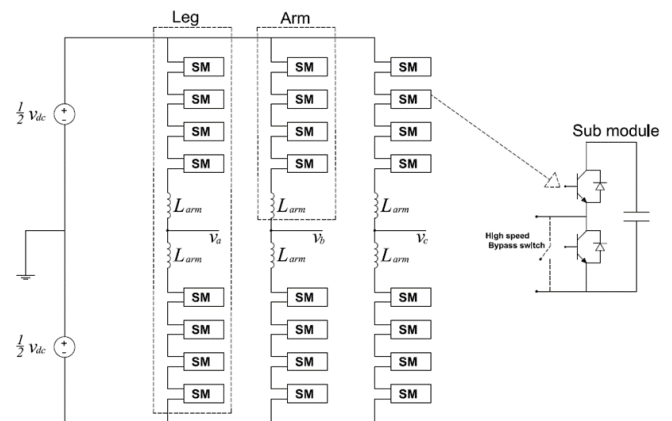 Leg
Arm
SM SM SM
SM SM SM
½ v_dc
SM SM SM
Sub module
SM SM SM
L_arm L_arm L_arm
High speed
Bypass switch
v_a v_b v_c
L_arm L_arm L_arm
SM SM SM
SM SM SM
½ v_dc
SM SM SM
SM SM SM